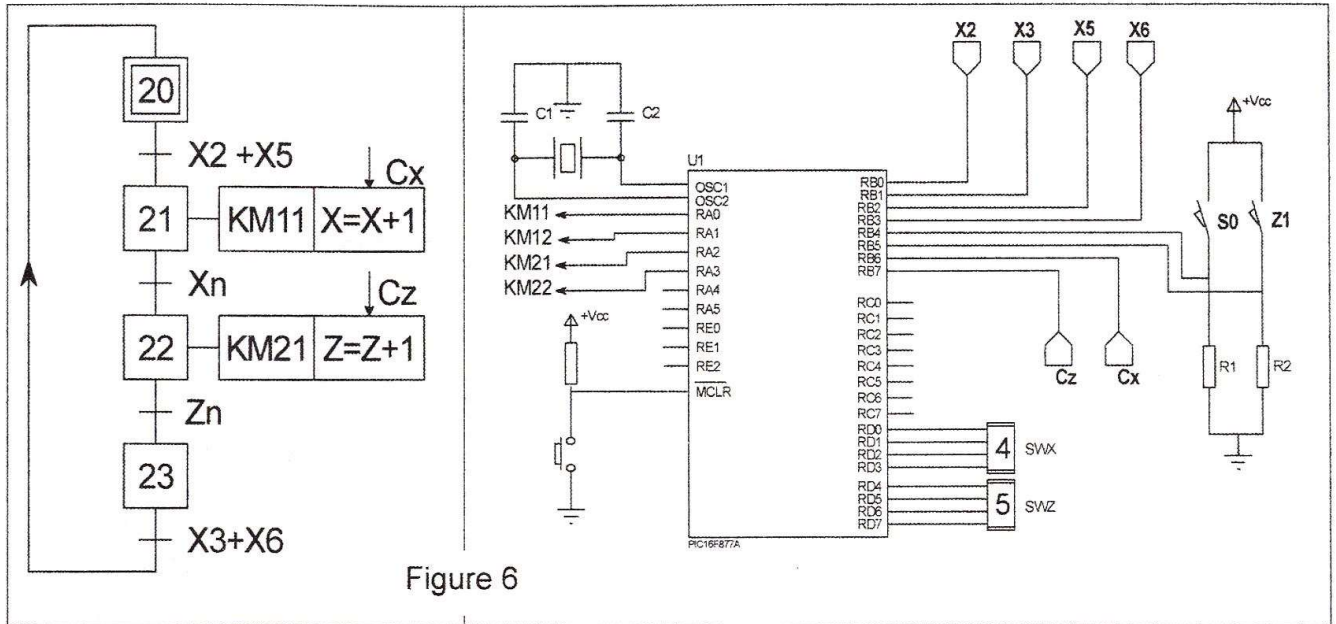 20
X2 +X5
Cx
21
KM11
X=X+1
Xn
Cz
22
KM21
Z=Z+1
Zn
23
X3+X6
Figure 6
X2
X3
X5
X6
C1
C2
+Vcc
U1
OSC1
OSC2
RA0
RA1
RA2
RA3
RA4
RA5
RE0
RE1
RE2
MCLR
RB0
RB1
RB2
RB3
RB4
RB5
RB6
RB7
RC0
RC1
RC2
RC3
RC4
RC5
RC6
RC7
RD0
RD1
RD2
RD3
RD4
RD5
RD6
RD7
PIC16F877A
KM11
KM12
KM21
KM22
+Vcc
S0
Z1
Cz
Cx
R1
R2
4
SWX
5
SWZ